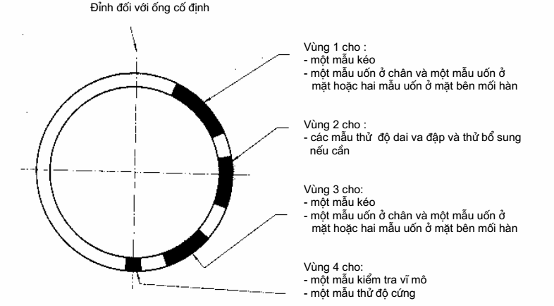 Đỉnh đối với ống cố định
Vùng 1 cho :
- một mẫu kéo
- một mẫu uốn ở chân và một mẫu uốn ở
mặt hoặc hai mẫu uốn ở mặt bên mối hàn
Vùng 2 cho :
- các mẫu thử độ dai va đập và thử bổ sung
nếu cần
Vùng 3 cho:
- một mẫu kéo
- một mẫu uốn ở chân và một mẫu uốn ở
mặt hoặc hai mẫu uốn ở mặt bên mối hàn
Vùng 4 cho:
- một mẫu kiểm tra vĩ mô
- một mẫu thử độ cứng